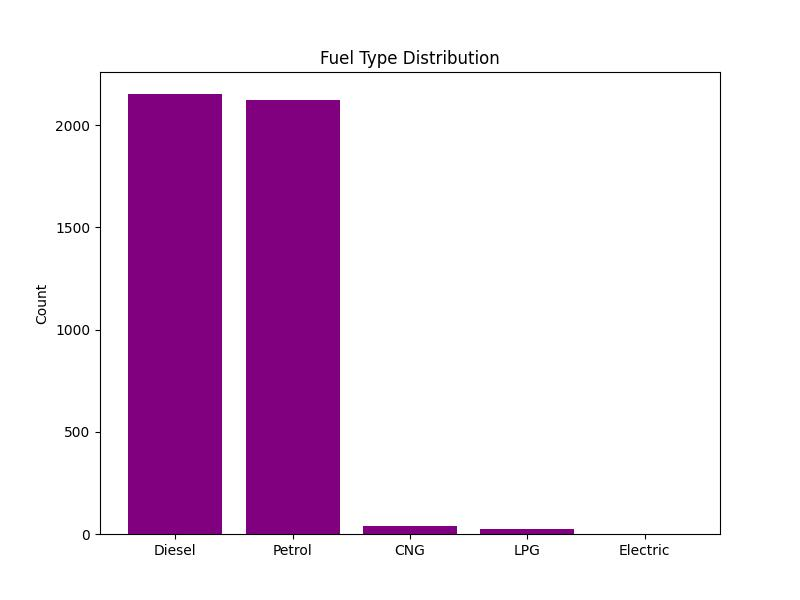 Fuel Type Distribution
Count
2000
1500
1000
500
0
Diesel Petrol CNG LPG Electric